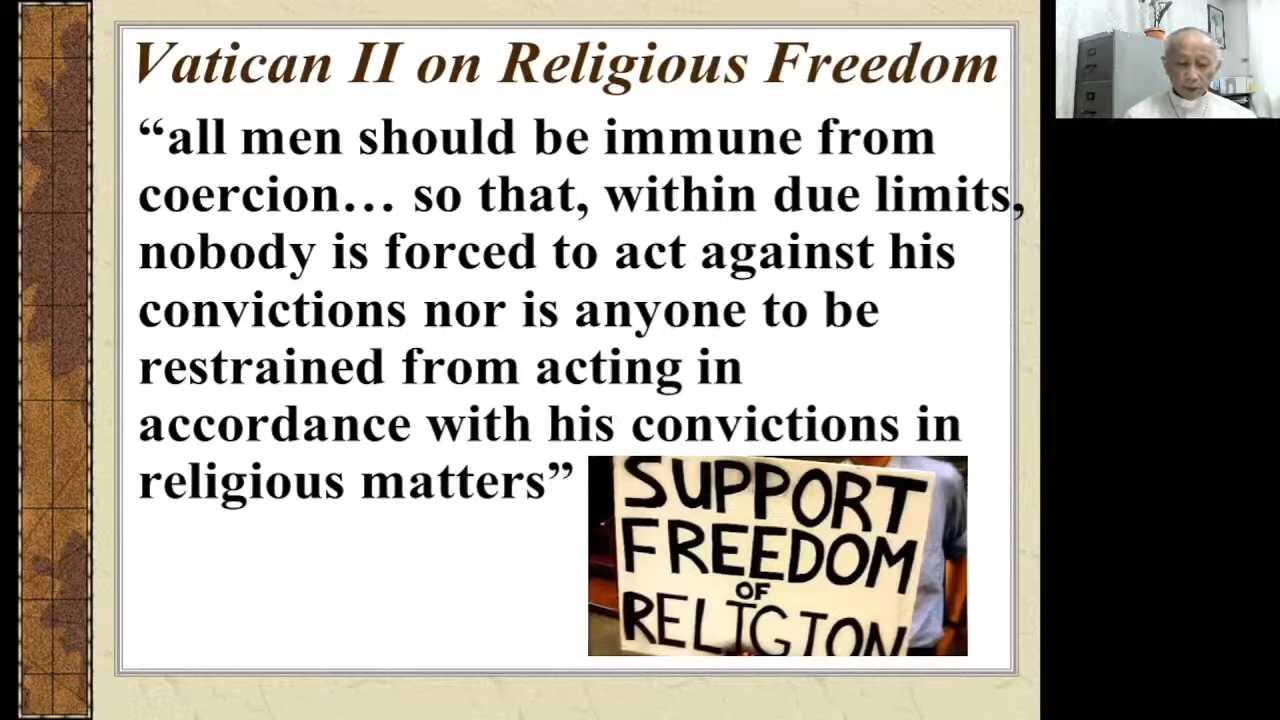 Vatican II on Religious Freedom
“all men should be immune from
coercion… so that, within due limits,
nobody is forced to act against his
convictions nor is anyone to be
restrained from acting in
accordance with his convictions in
religious matters”
SUPPORT
FREEDOM
OF
RELIGION